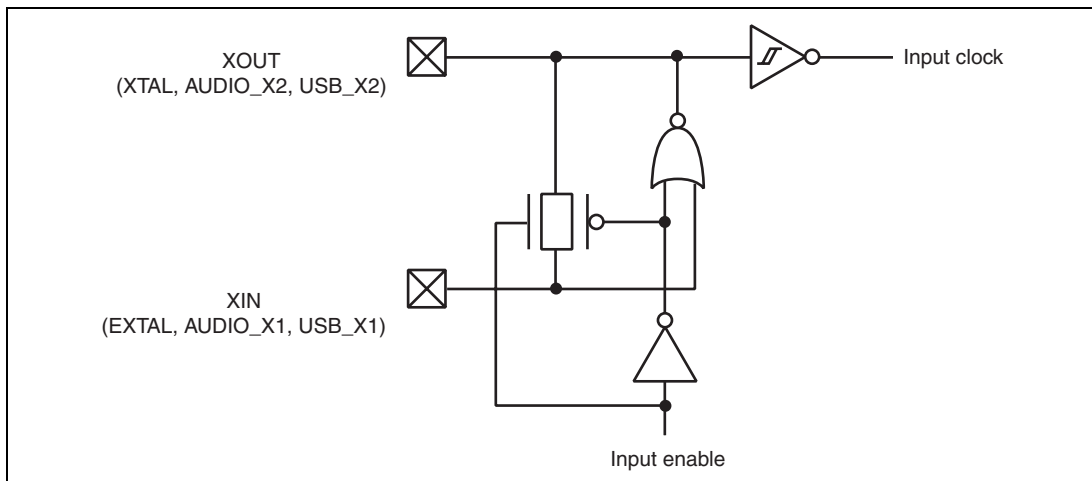 XOUT
(XTAL, AUDIO_X2, USB_X2)
Input clock
XIN
(EXTAL, AUDIO_X1, USB_X1)
Input enable